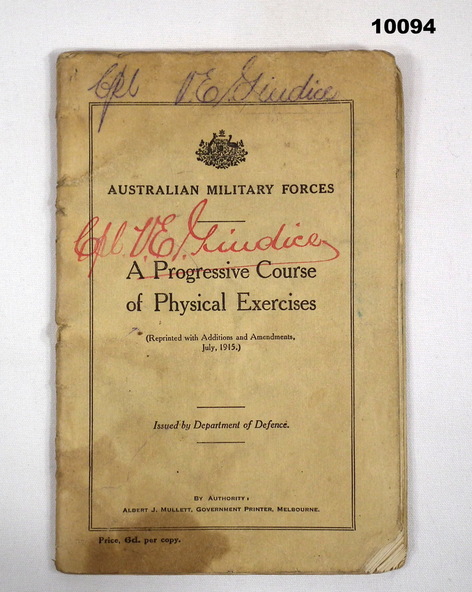 10094
Cpl V E Giudice
AUSTRALIAN MILITARY FORCES
Cpl. V.E. Giudice
A Progressive Course
of Physical Exercises
(Reprinted with Additions and Amendments,
July, 1915.)
Issued by Department of Defence.
BY AUTHORITY:
ALBERT J. MULLETT, GOVERNMENT PRINTER, MELBOURNE.
Price, 6d. per copy.